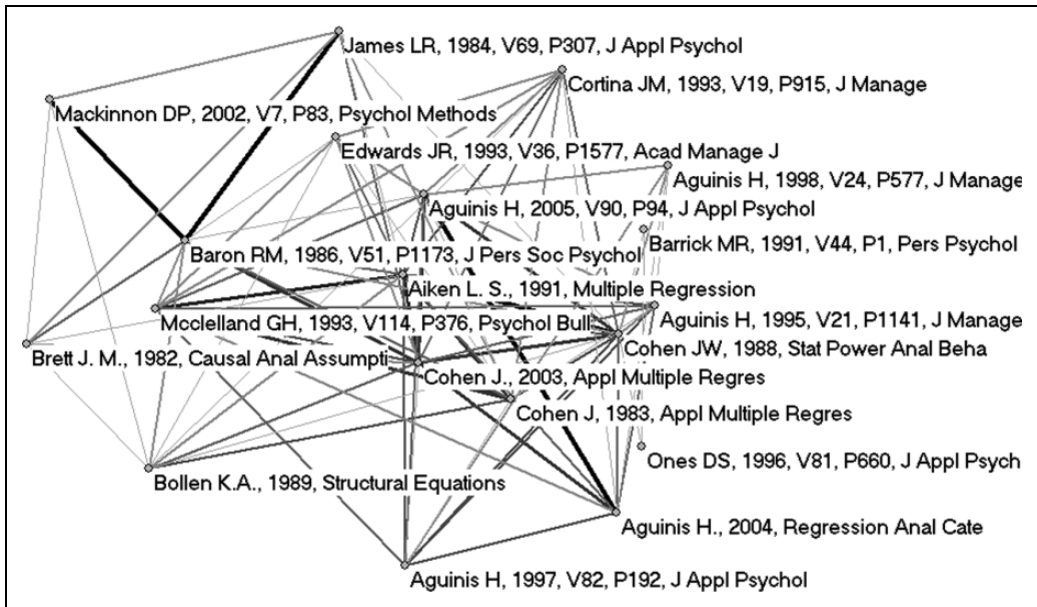 James LR, 1984, V69, P307, J Appl Psychol
Cortina JM, 1993, V19, P915, J Manage
Mackinnon DP, 2002, V7, P83, Psychol Methods
Edwards JR, 1993, V36, P1577, Acad Manage J
Aguinis H, 1998, V24, P577, J Manage
Aguinis H, 2005, V90, P94, J Appl Psychol
Barrick MR, 1991, V44, P1, Pers Psychol
Baron RM, 1986, V51, P1173, J Pers Soc Psychol
Aiken L. S., 1991, Multiple Regression
Mcclelland GH, 1993, V114, P376, Psychol Bull
Aguinis H, 1995, V21, P1141, J Manage
Brett J. M., 1982, Causal Anal Assumpti
Cohen JW, 1988, Stat Power Anal Beha
Cohen J., 2003, Appl Multiple Regres
Cohen J, 1983, Appl Multiple Regres
Ones DS, 1996, V81, P660, J Appl Psych
Bollen K.A., 1989, Structural Equations
Aguinis H., 2004, Regression Anal Cate
Aguinis H, 1997, V82, P192, J Appl Psychol